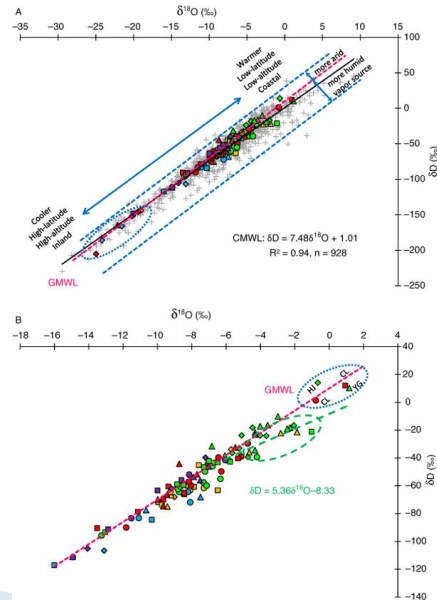 A
δ¹⁸O (‰)
−35 −30 −25 −20 −15 −10 −5 0 5 10 15
100
50
0
−50
−100
−150
−200
−250
−300
δD (‰)
Warmer
Low-latitude
Low-altitude
Coastal
more arid
more humid
vapor source
Cooler
High-latitude
High-altitude
Inland
GMWL
CMWL: δD = 7.48δ¹⁸O + 1.01
R² = 0.94, n = 928
B
δ¹⁸O (‰)
−18 −16 −14 −12 −10 −8 −6 −4 −2 0 2 4
40
20
0
−20
−40
−60
−80
−100
−120
−140
δD (‰)
GMWL
HJ
CL
YG
CL
δD = 5.36δ¹⁸O−8.33